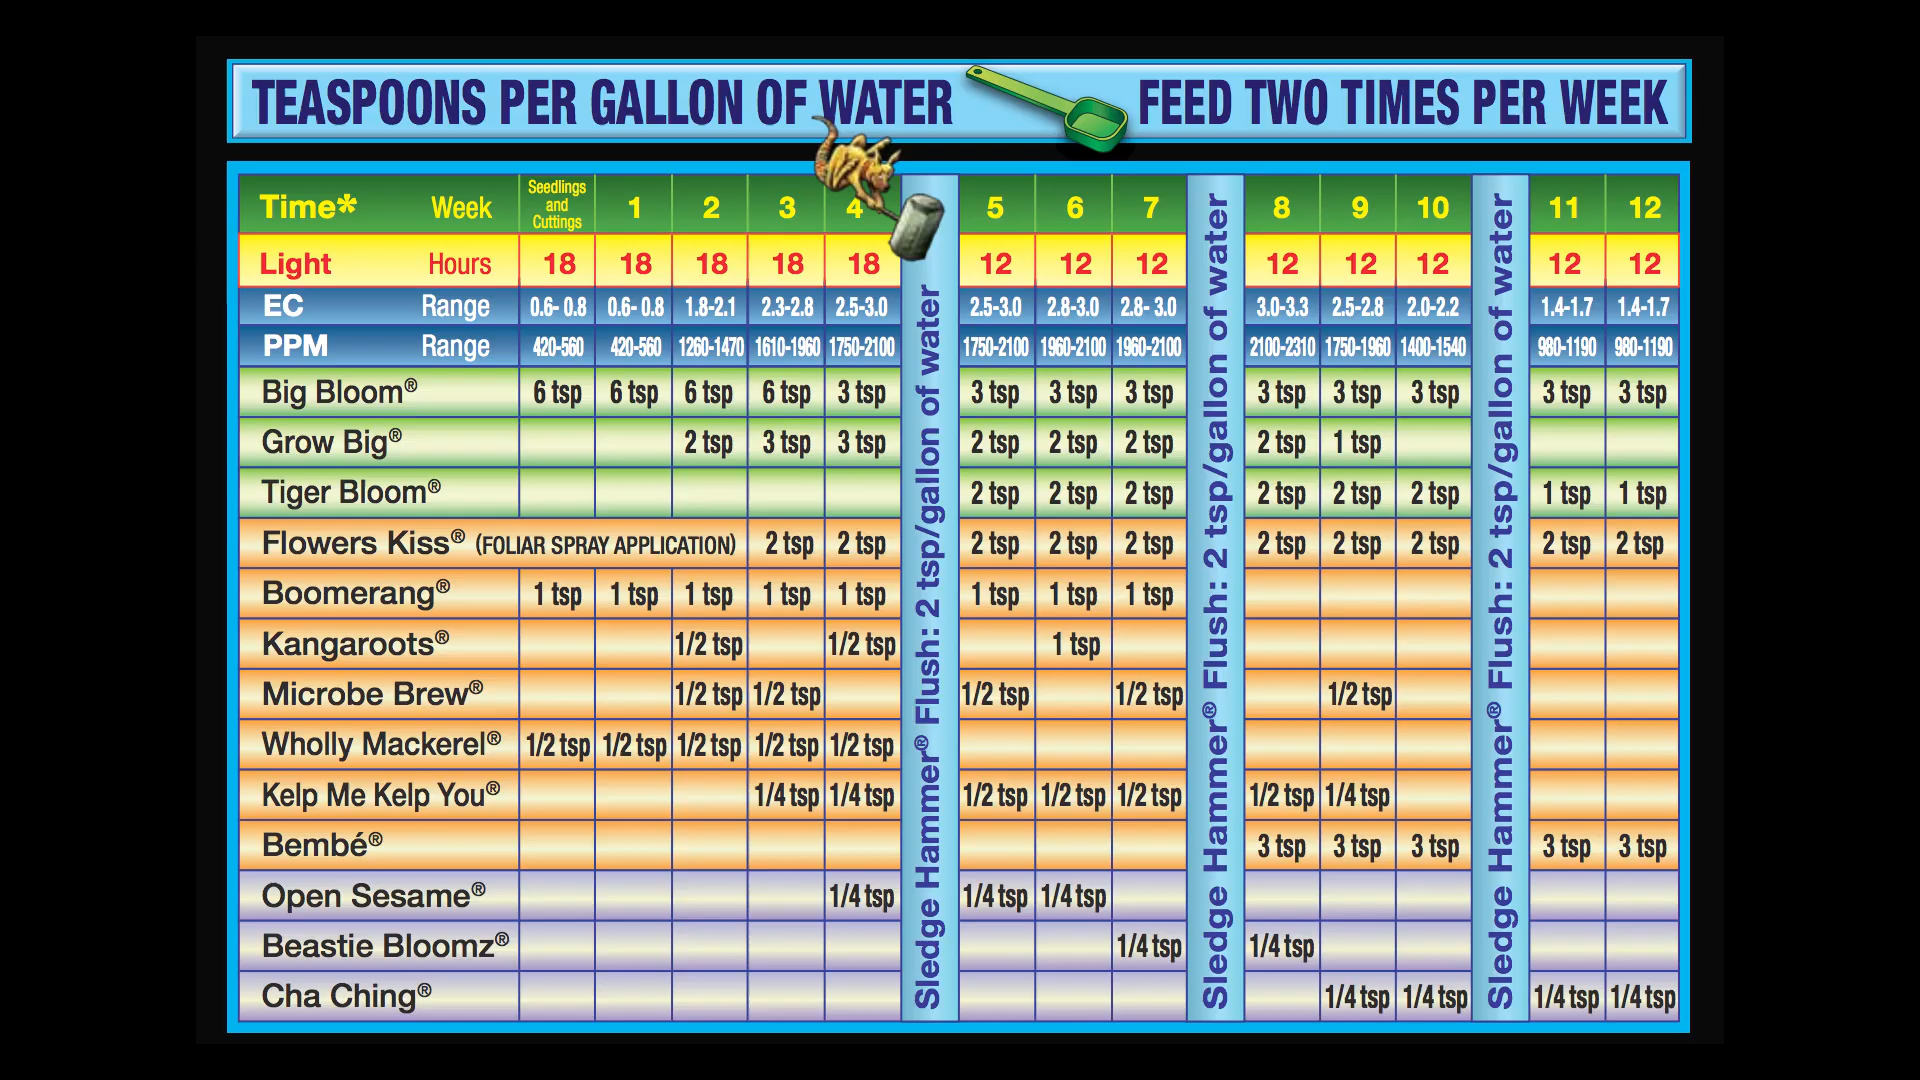 TEASPOONS PER GALLON OF WATER FEED TWO TIMES PER WEEK
Time* Week Seedlings and Cuttings 1 2 3 4 5 6 7 8 9 10 11 12
Light Hours 18 18 18 18 18 12 12 12 12 12 12 12 12
EC Range 0.6- 0.8 0.6- 0.8 1.8-2.1 2.3-2.8 2.5-3.0 2.5-3.0 2.8-3.0 2.8- 3.0 3.0-3.3 2.5-2.8 2.0-2.2 1.4-1.7 1.4-1.7
PPM Range 420-560 420-560 1260-1470 1610-1960 1750-2100 1750-2100 1960-2100 1960-2100 2100-2310 1750-1960 1400-1540 980-1190 980-1190
Big Bloom® 6 tsp 6 tsp 6 tsp 6 tsp 3 tsp 3 tsp 3 tsp 3 tsp 3 tsp 3 tsp 3 tsp 3 tsp 3 tsp
Grow Big® 2 tsp 3 tsp 3 tsp 2 tsp 2 tsp 2 tsp 2 tsp 1 tsp
Tiger Bloom® 2 tsp 2 tsp 2 tsp 2 tsp 2 tsp 2 tsp 1 tsp 1 tsp
Flowers Kiss® (FOLIAR SPRAY APPLICATION) 2 tsp 2 tsp 2 tsp 2 tsp 2 tsp 2 tsp 2 tsp 2 tsp 2 tsp 2 tsp
Boomerang® 1 tsp 1 tsp 1 tsp 1 tsp 1 tsp 1 tsp 1 tsp 1 tsp
Kangaroots® 1/2 tsp 1/2 tsp 1 tsp
Microbe Brew® 1/2 tsp 1/2 tsp 1/2 tsp 1/2 tsp 1/2 tsp
Wholly Mackerel® 1/2 tsp 1/2 tsp 1/2 tsp 1/2 tsp 1/2 tsp
Kelp Me Kelp You® 1/4 tsp 1/4 tsp 1/2 tsp 1/2 tsp 1/2 tsp 1/2 tsp 1/4 tsp
Bembé® 3 tsp 3 tsp 3 tsp 3 tsp 3 tsp
Open Sesame® 1/4 tsp 1/4 tsp 1/4 tsp
Beastie Bloomz® 1/4 tsp 1/4 tsp
Cha Ching® 1/4 tsp 1/4 tsp 1/4 tsp 1/4 tsp
Sledge Hammer® Flush: 2 tsp/gallon of water
Sledge Hammer® Flush: 2 tsp/gallon of water
Sledge Hammer® Flush: 2 tsp/gallon of water